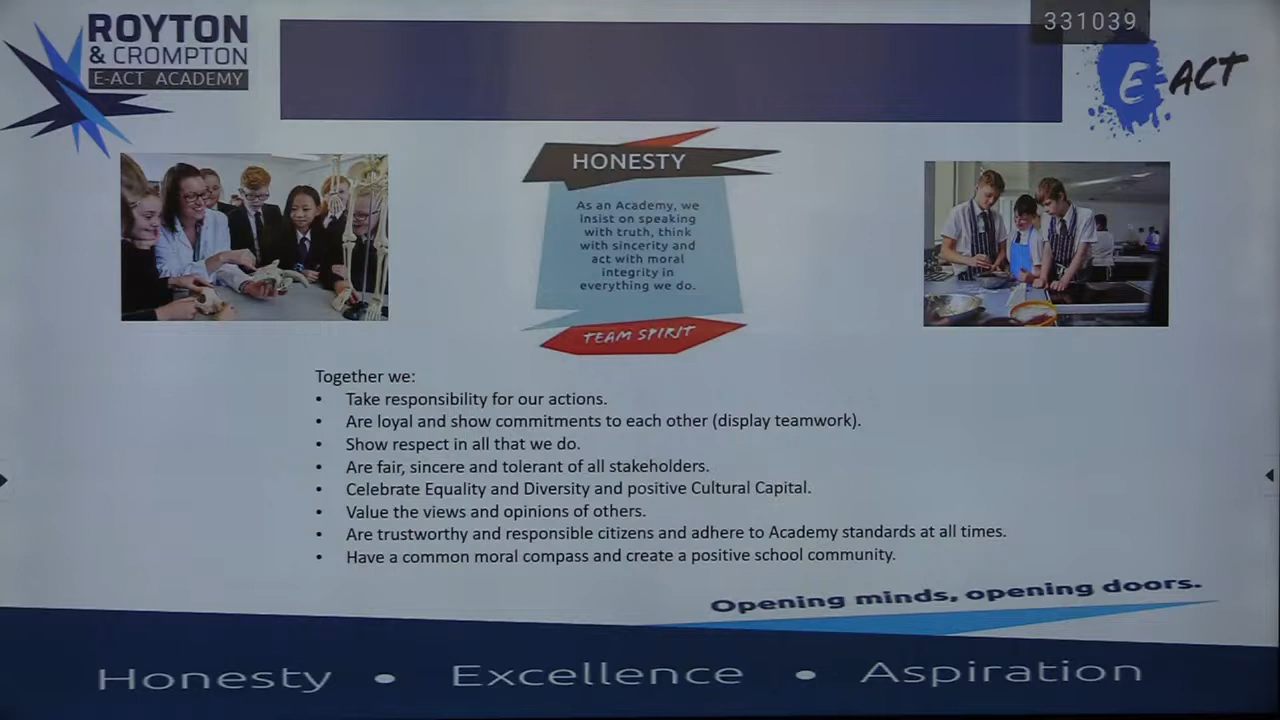 ROYTON
& CROMPTON
E-ACT ACADEMY
331039
E-ACT
HONESTY
As an Academy, we
insist on speaking
with truth, think
with sincerity and
act with moral
integrity in
everything we do.
TEAM SPIRIT
Together we:
• Take responsibility for our actions.
• Are loyal and show commitments to each other (display teamwork).
• Show respect in all that we do.
• Are fair, sincere and tolerant of all stakeholders.
• Celebrate Equality and Diversity and positive Cultural Capital.
• Value the views and opinions of others.
• Are trustworthy and responsible citizens and adhere to Academy standards at all times.
• Have a common moral compass and create a positive school community.
Opening minds, opening doors.
Honesty • Excellence • Aspiration